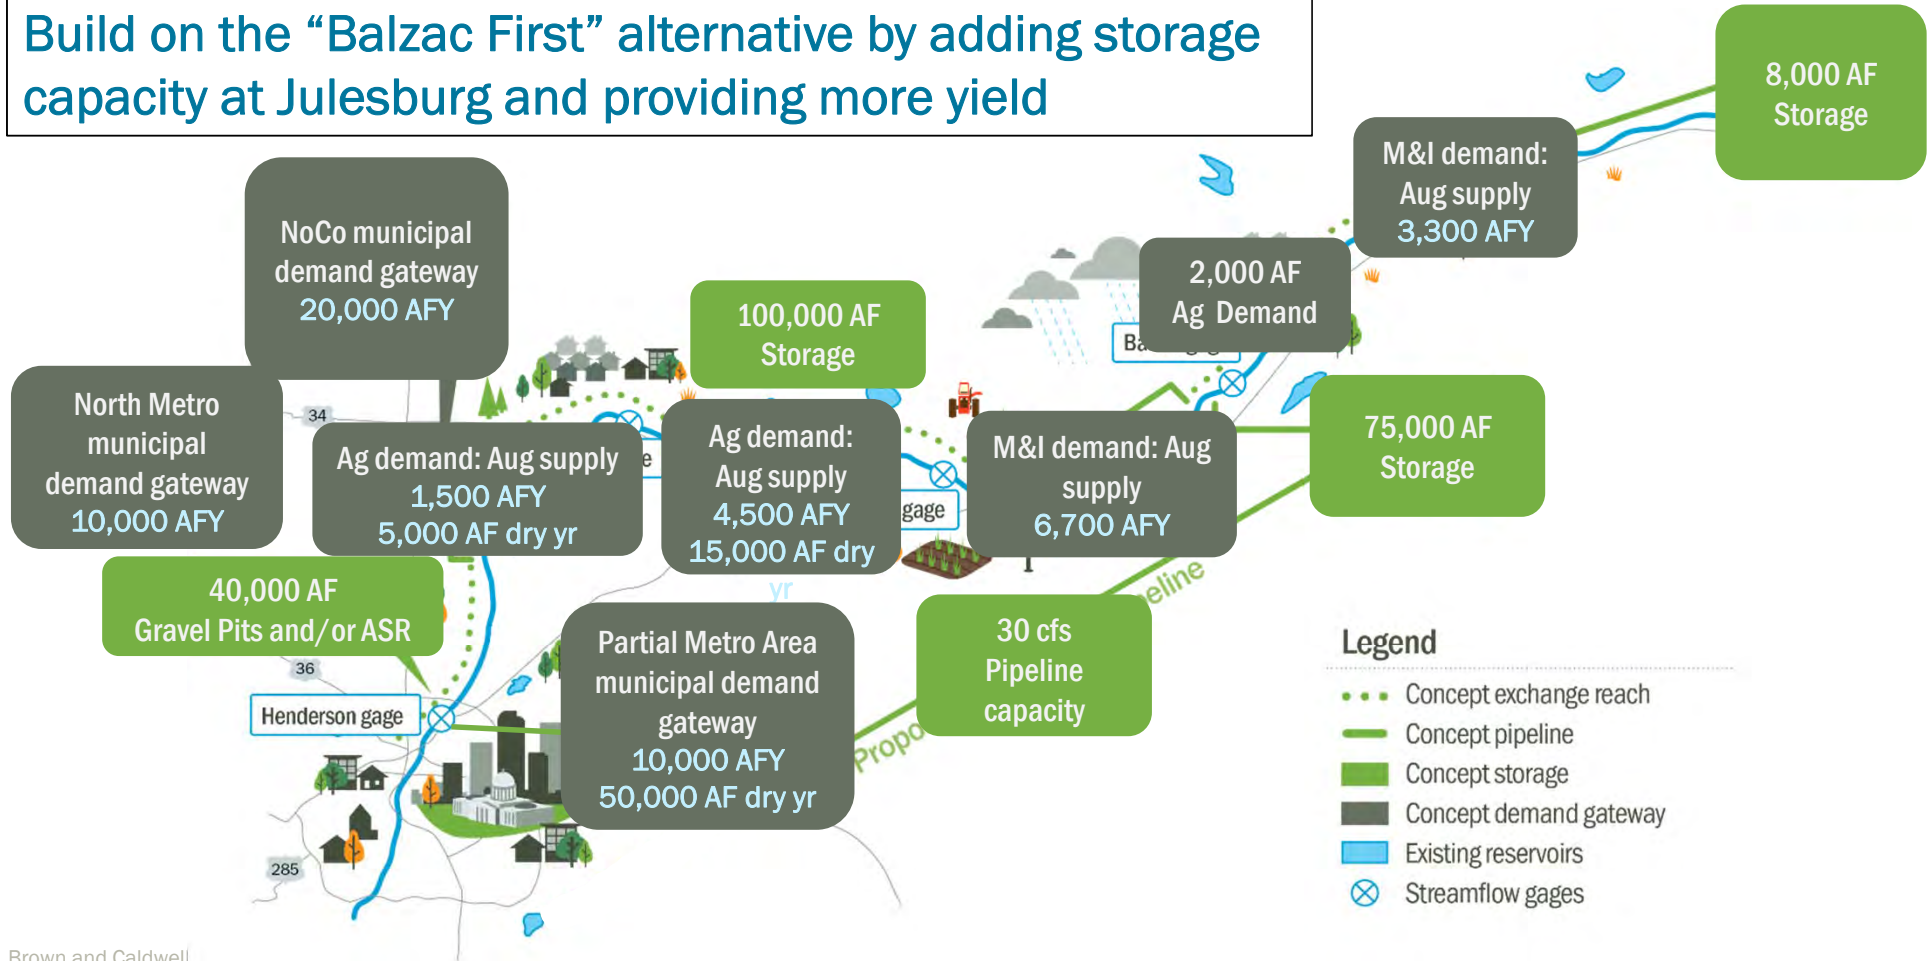 Build on the “Balzac First” alternative by adding storage
capacity at Julesburg and providing more yield
8,000 AF
Storage
M&I demand:
Aug supply
3,300 AFY
NoCo municipal
demand gateway
20,000 AFY
2,000 AF
Ag Demand
100,000 AF
Storage
North Metro
municipal
demand gateway
10,000 AFY
34
Ag demand: Aug supply
1,500 AFY
5,000 AF dry yr
Ag demand:
Aug supply
4,500 AFY
15,000 AF dry
yr
gage
M&I demand: Aug
supply
6,700 AFY
75,000 AF
Storage
40,000 AF
Gravel Pits and/or ASR
36
Henderson gage
Partial Metro Area
municipal demand
gateway
10,000 AFY
50,000 AF dry yr
30 cfs
Pipeline
capacity
285
Legend
Concept exchange reach
Concept pipeline
Concept storage
Concept demand gateway
Existing reservoirs
Streamflow gages
Brown and Caldwell